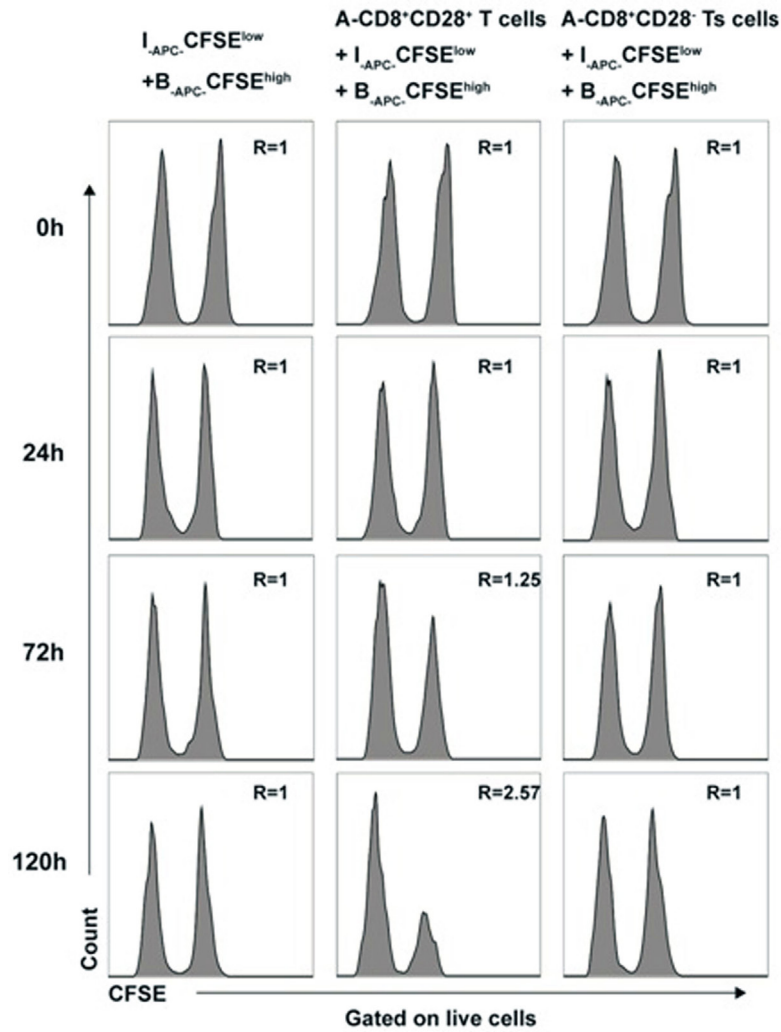 I-APC-CFSElow
+B-APC-CFSEhigh
A-CD8+CD28+ T cells
+ I-APC-CFSElow
+ B-APC-CFSEhigh
A-CD8+CD28- Ts cells
+ I-APC-CFSElow
+ B-APC-CFSEhigh
0h
R=1
R=1
R=1
24h
R=1
R=1
R=1
72h
R=1
R=1.25
R=1
120h
R=1
R=2.57
R=1
Count
CFSE
Gated on live cells